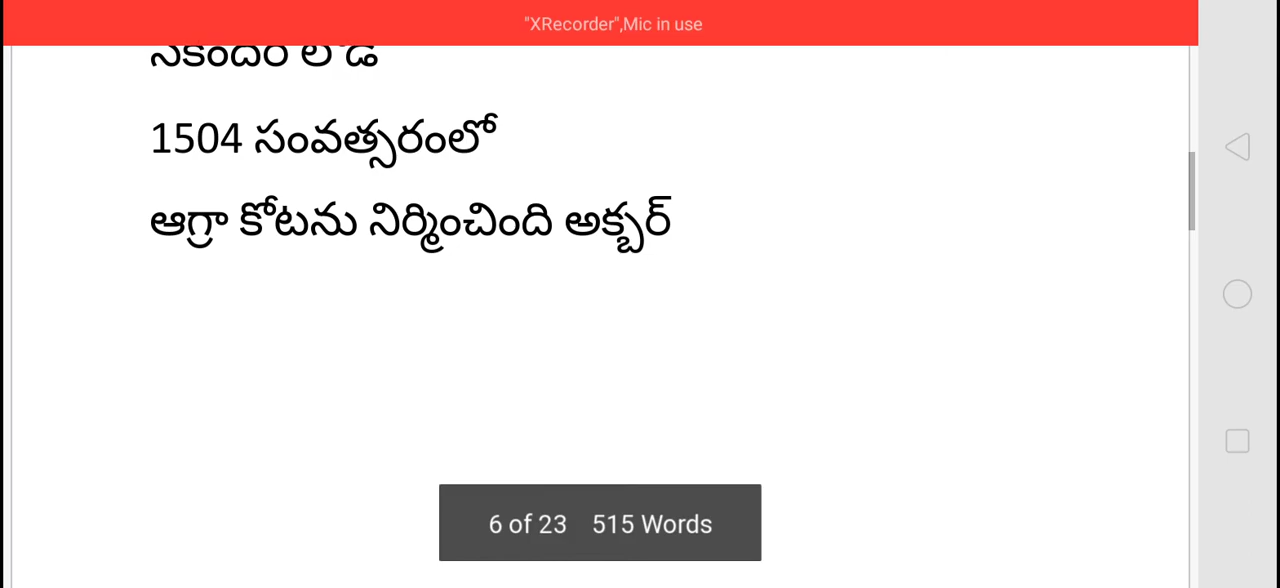 "XRecorder",Mic in use
1504 సంవత్సరంలో
ఆగ్రా కోటను నిర్మించింది అక్బర్
6 of 23 515 Words